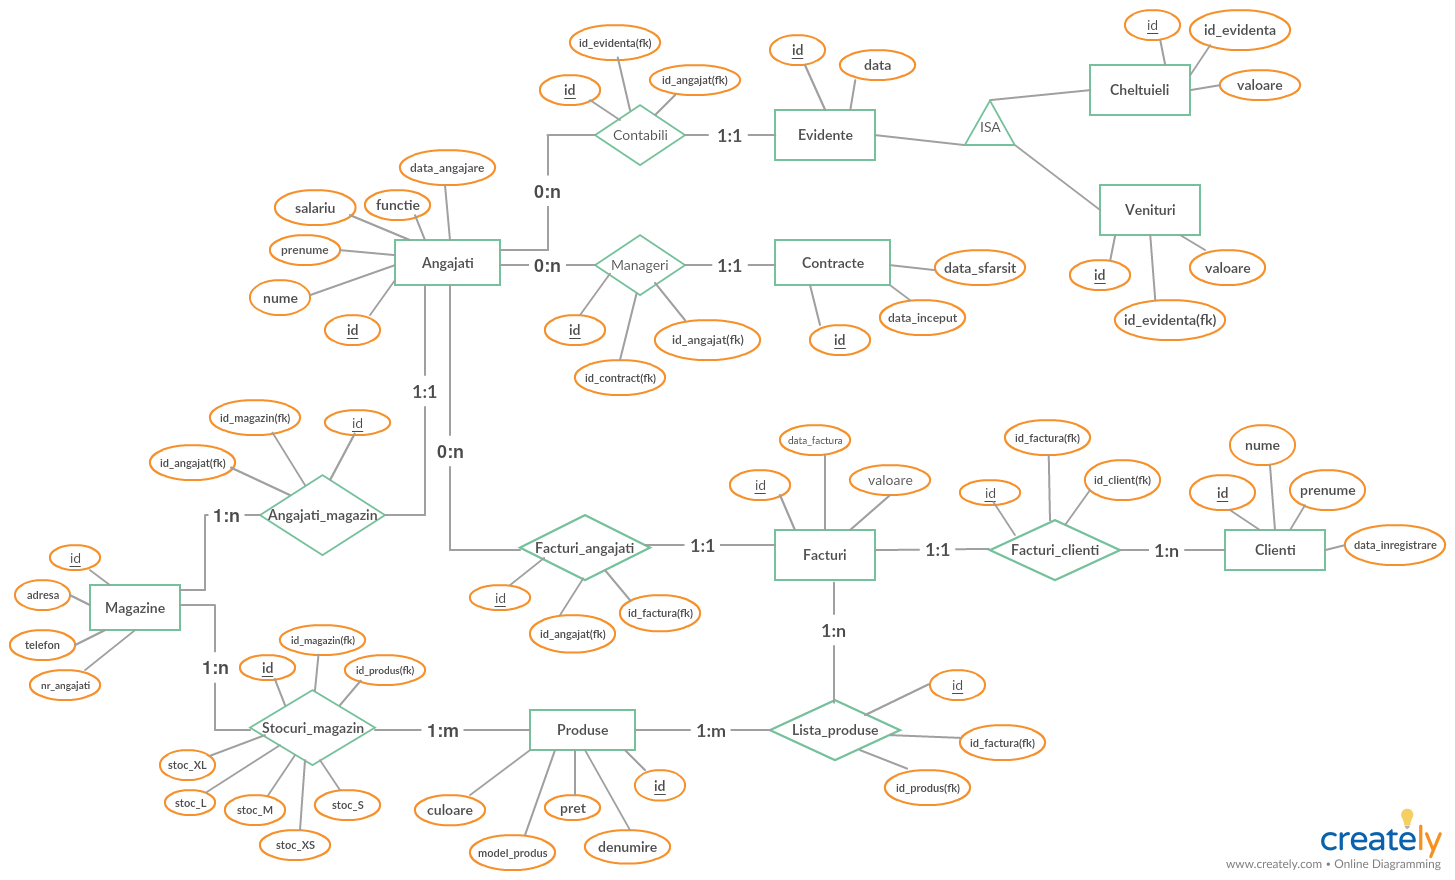 id
id_evidenta
id_evidenta(fk)
id
data
id_angajat(fk)
id
valoare
Cheltuieli
ISA
Contabili
1:1
Evidente
data_angajare
0:n
salariu
functie
Venituri
prenume
Angajati
0:n
Manageri
1:1
Contracte
data_sfarsit
valoare
id
nume
data_inceput
id_evidenta(fk)
id
id
id_angajat(fk)
id
id_contract(fk)
1:1
id_magazin(fk)
id
id_angajat(fk)
0:n
data_factura
id_factura(fk)
nume
id
valoare
id
id_client(fk)
id
prenume
1:n
Angajati_magazin
Facturi_angajati
1:1
Facturi
1:1
Facturi_clienti
1:n
Clienti
data_inregistrare
id
adresa
Magazine
id
id_angajat(fk)
id_factura(fk)
telefon
nr_angajati
1:n
id_magazin(fk)
id
id_produs(fk)
1:n
id
Stocuri_magazin
1:m
Produse
1:m
Lista_produse
id_factura(fk)
stoc_XL
stoc_L
stoc_M
stoc_S
stoc_XS
culoare
pret
id
model_produs
denumire
id_produs(fk)
creately
www.creately.com • Online Diagramming